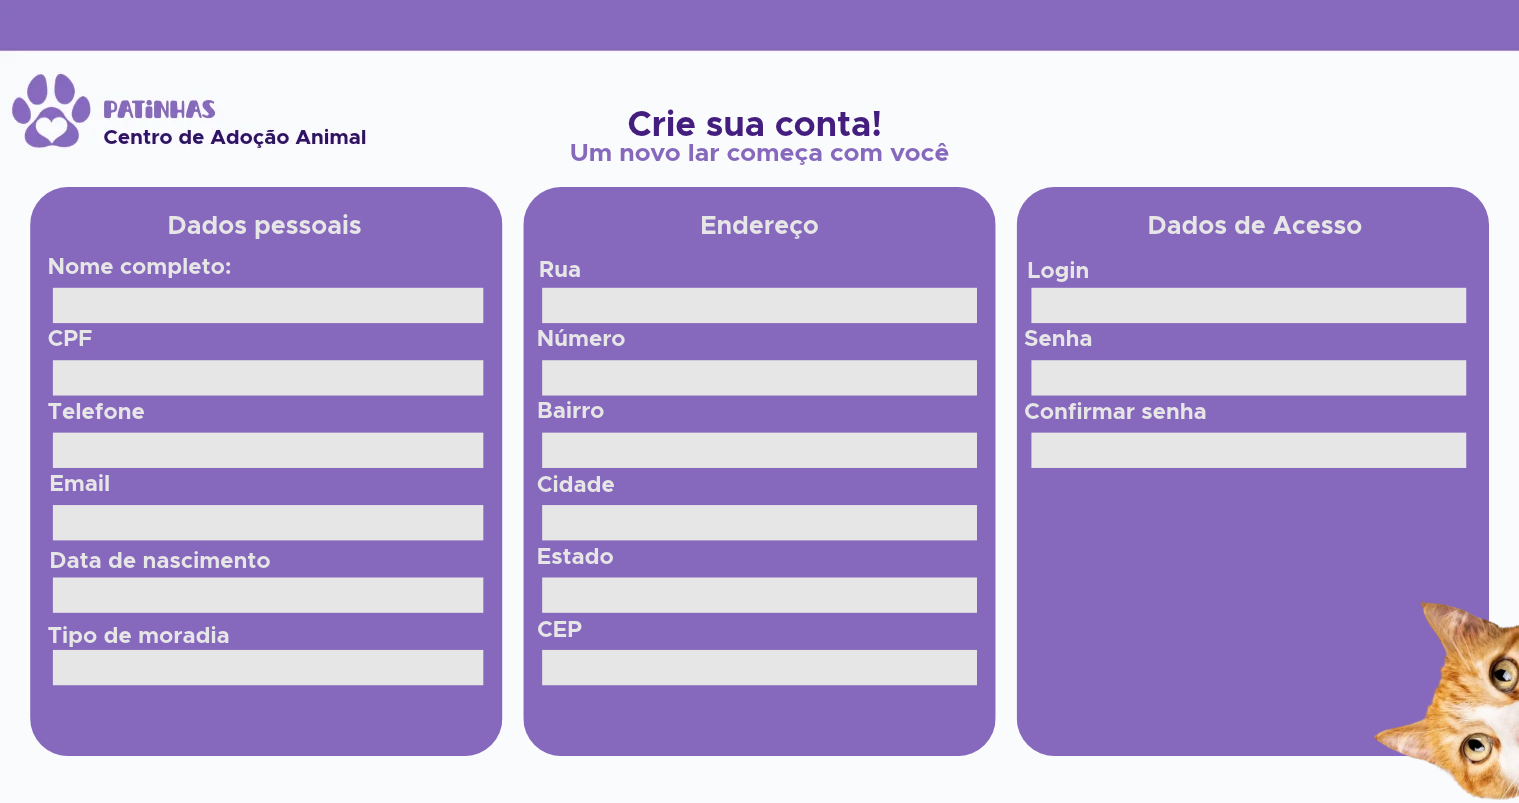 PATINHAS
Centro de Adoção Animal
Crie sua conta!
Um novo lar começa com você
Dados pessoais
Nome completo:
CPF
Telefone
Email
Data de nascimento
Tipo de moradia
Endereço
Rua
Número
Bairro
Cidade
Estado
CEP
Dados de Acesso
Login
Senha
Confirmar senha